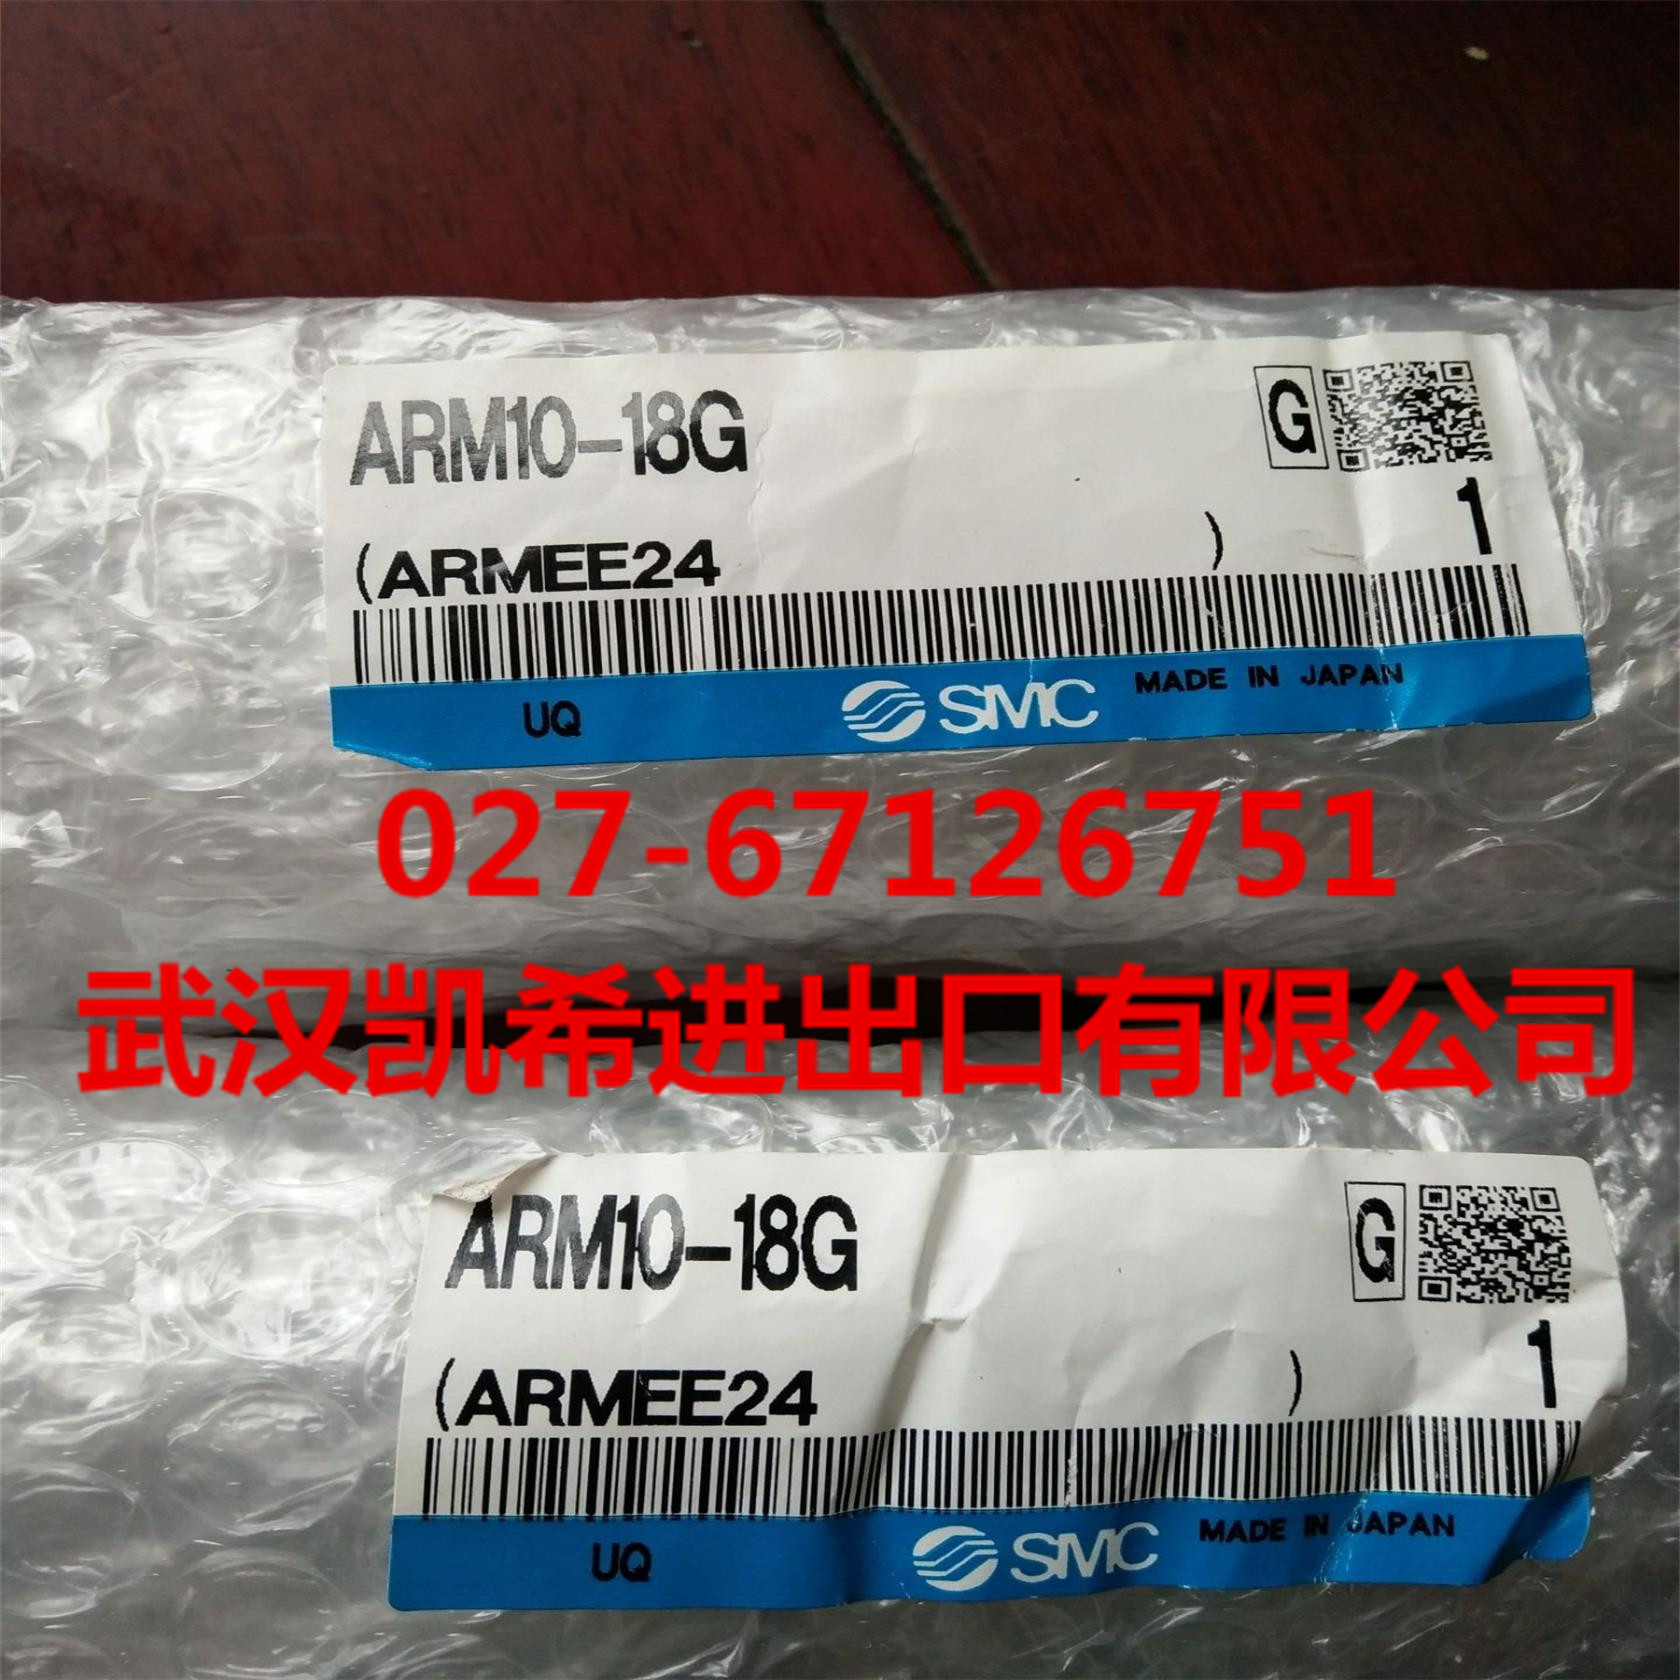 ARM10-18G
G
1
(ARMEE24 )
UQ SMC MADE IN JAPAN
027-67126751
武汉凯希进出口有限公司
ARM10-18G
G
1
(ARMEE24 )
UQ SMC MADE IN JAPAN